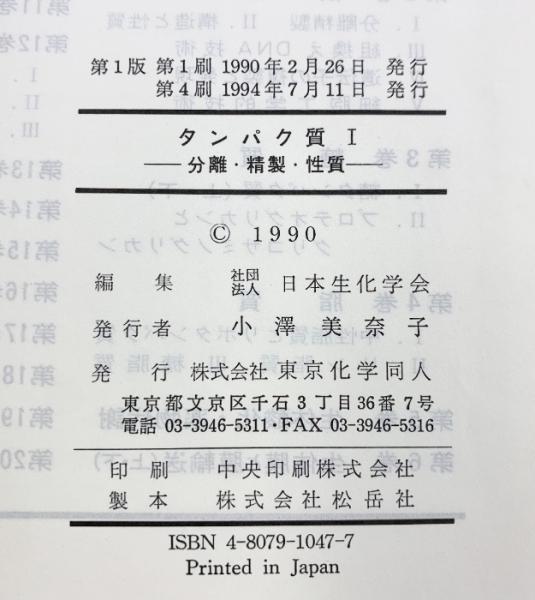 第1版 第1刷 1990年2月26日 発行
第4刷 1994年7月11日 発行
タンパク質 I
── 分離・精製・性質 ──
© 1990
編集 社団法人 日本生化学会
発行者 小澤美奈子
発行 株式会社 東京化学同人
東京都文京区千石3丁目36番7号
電話 03-3946-5311・FAX 03-3946-5316
印刷 中央印刷株式会社
製本 株式会社松岳社
ISBN 4-8079-1047-7
Printed in Japan